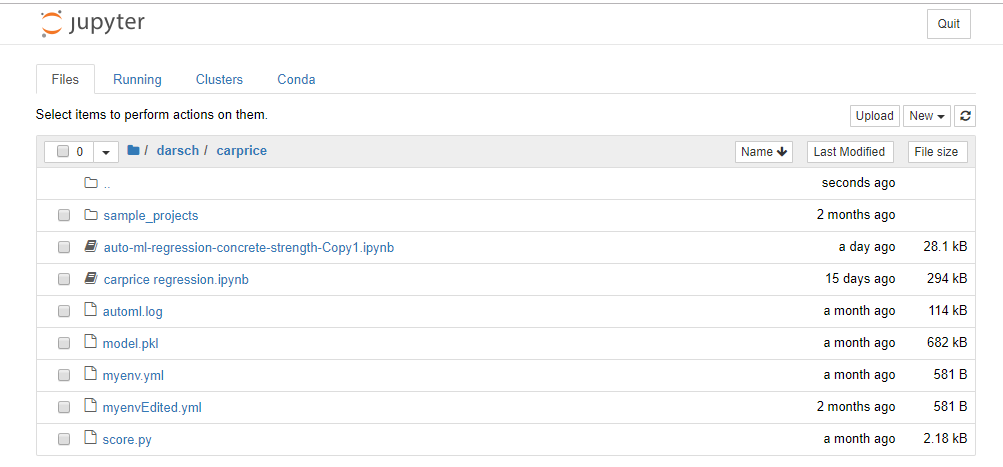 jupyter Quit
Files Running Clusters Conda
Select items to perform actions on them. Upload New
0 / darsch / carprice Name Last Modified File size
.. seconds ago
sample_projects 2 months ago
auto-ml-regression-concrete-strength-Copy1.ipynb a day ago 28.1 kB
carprice regression.ipynb 15 days ago 294 kB
automl.log a month ago 114 kB
model.pkl a month ago 682 kB
myenv.yml a month ago 581 B
myenvEdited.yml 2 months ago 581 B
score.py a month ago 2.18 kB